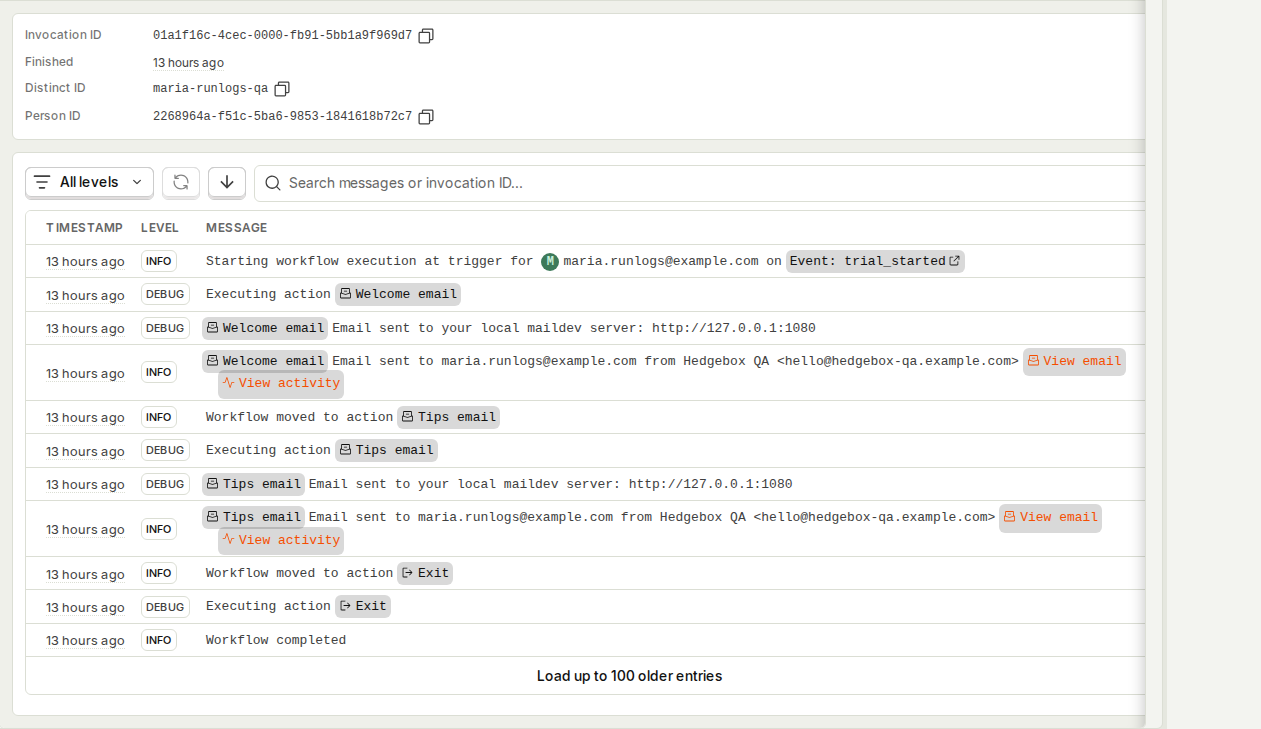 Invocation ID 01a1f16c-4cec-0000-fb91-5bb1a9f969d7
Finished 13 hours ago
Distinct ID maria-runlogs-qa
Person ID 2268964a-f51c-5ba6-9853-1841618b72c7
All levels Search messages or invocation ID...
TIMESTAMP LEVEL MESSAGE
13 hours ago INFO Starting workflow execution at trigger for M maria.runlogs@example.com on Event: trial_started
13 hours ago DEBUG Executing action Welcome email
13 hours ago DEBUG Welcome email Email sent to your local maildev server: http://127.0.0.1:1080
13 hours ago INFO Welcome email Email sent to maria.runlogs@example.com from Hedgebox QA <hello@hedgebox-qa.example.com> View email
View activity
13 hours ago INFO Workflow moved to action Tips email
13 hours ago DEBUG Executing action Tips email
13 hours ago DEBUG Tips email Email sent to your local maildev server: http://127.0.0.1:1080
13 hours ago INFO Tips email Email sent to maria.runlogs@example.com from Hedgebox QA <hello@hedgebox-qa.example.com> View email
View activity
13 hours ago INFO Workflow moved to action Exit
13 hours ago DEBUG Executing action Exit
13 hours ago INFO Workflow completed
Load up to 100 older entries